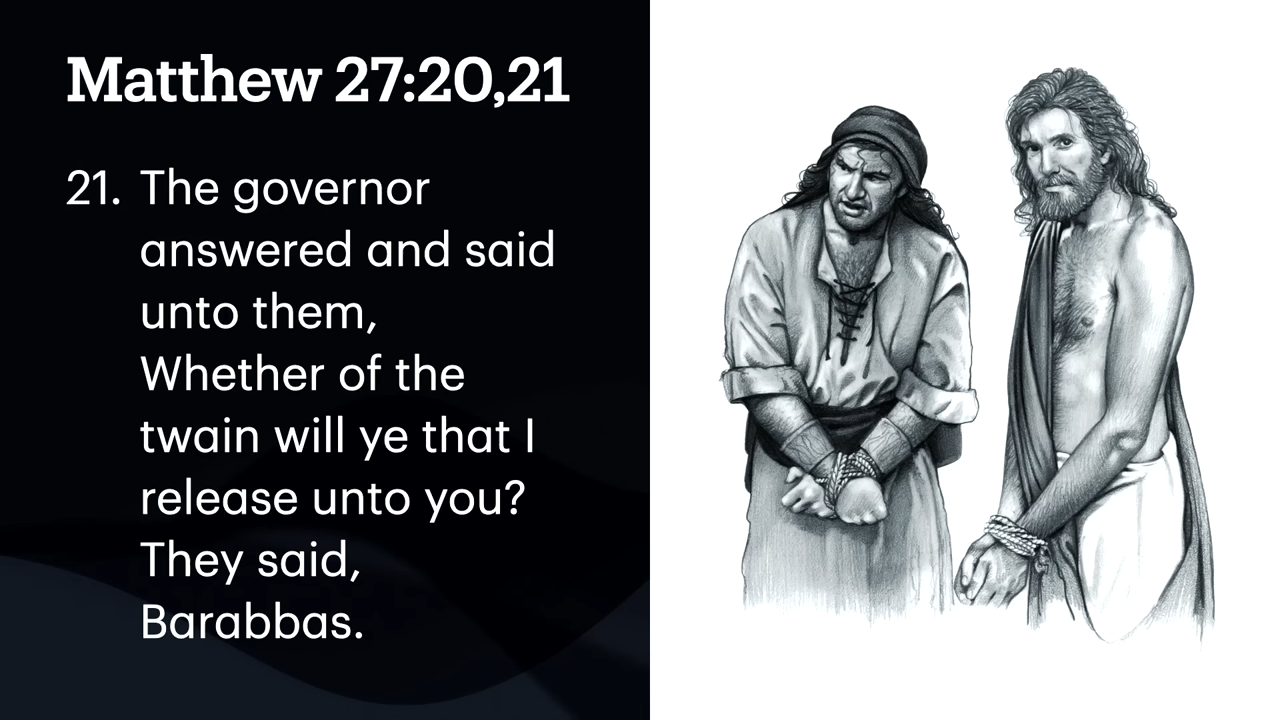 Matthew 27:20,21
21. The governor
answered and said
unto them,
Whether of the
twain will ye that I
release unto you?
They said,
Barabbas.